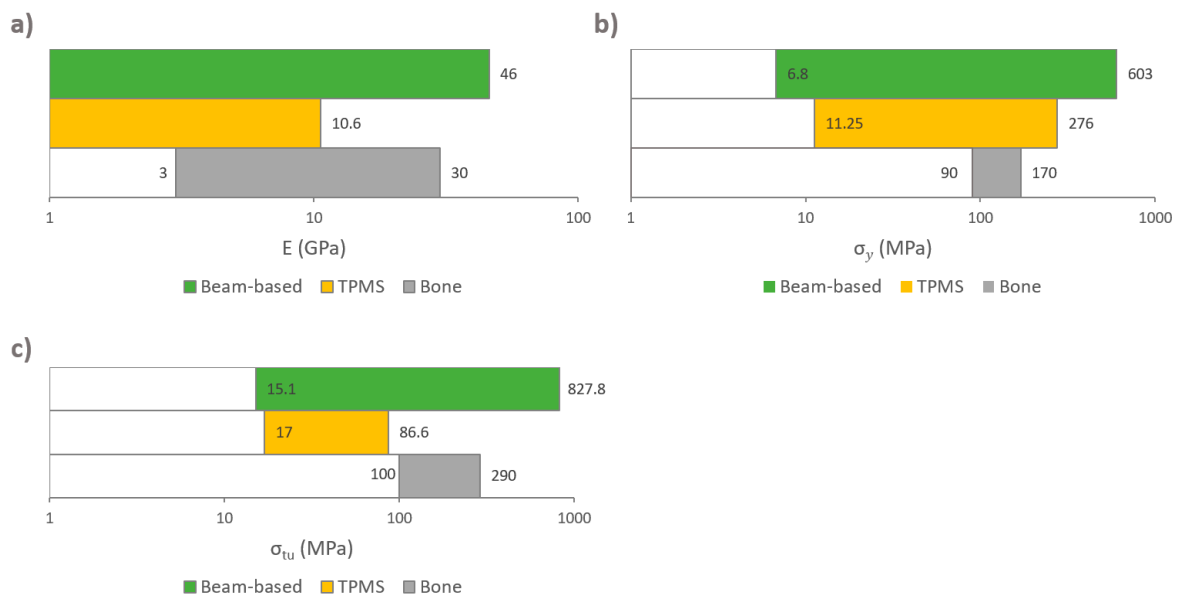 a)
46
10.6
3 30
1 10 100
E (GPa)
Beam-based TPMS Bone
b)
6.8 603
11.25 276
90 170
1 10 100 1000
σy (MPa)
Beam-based TPMS Bone
c)
15.1 827.8
17 86.6
100 290
1 10 100 1000
σtu (MPa)
Beam-based TPMS Bone